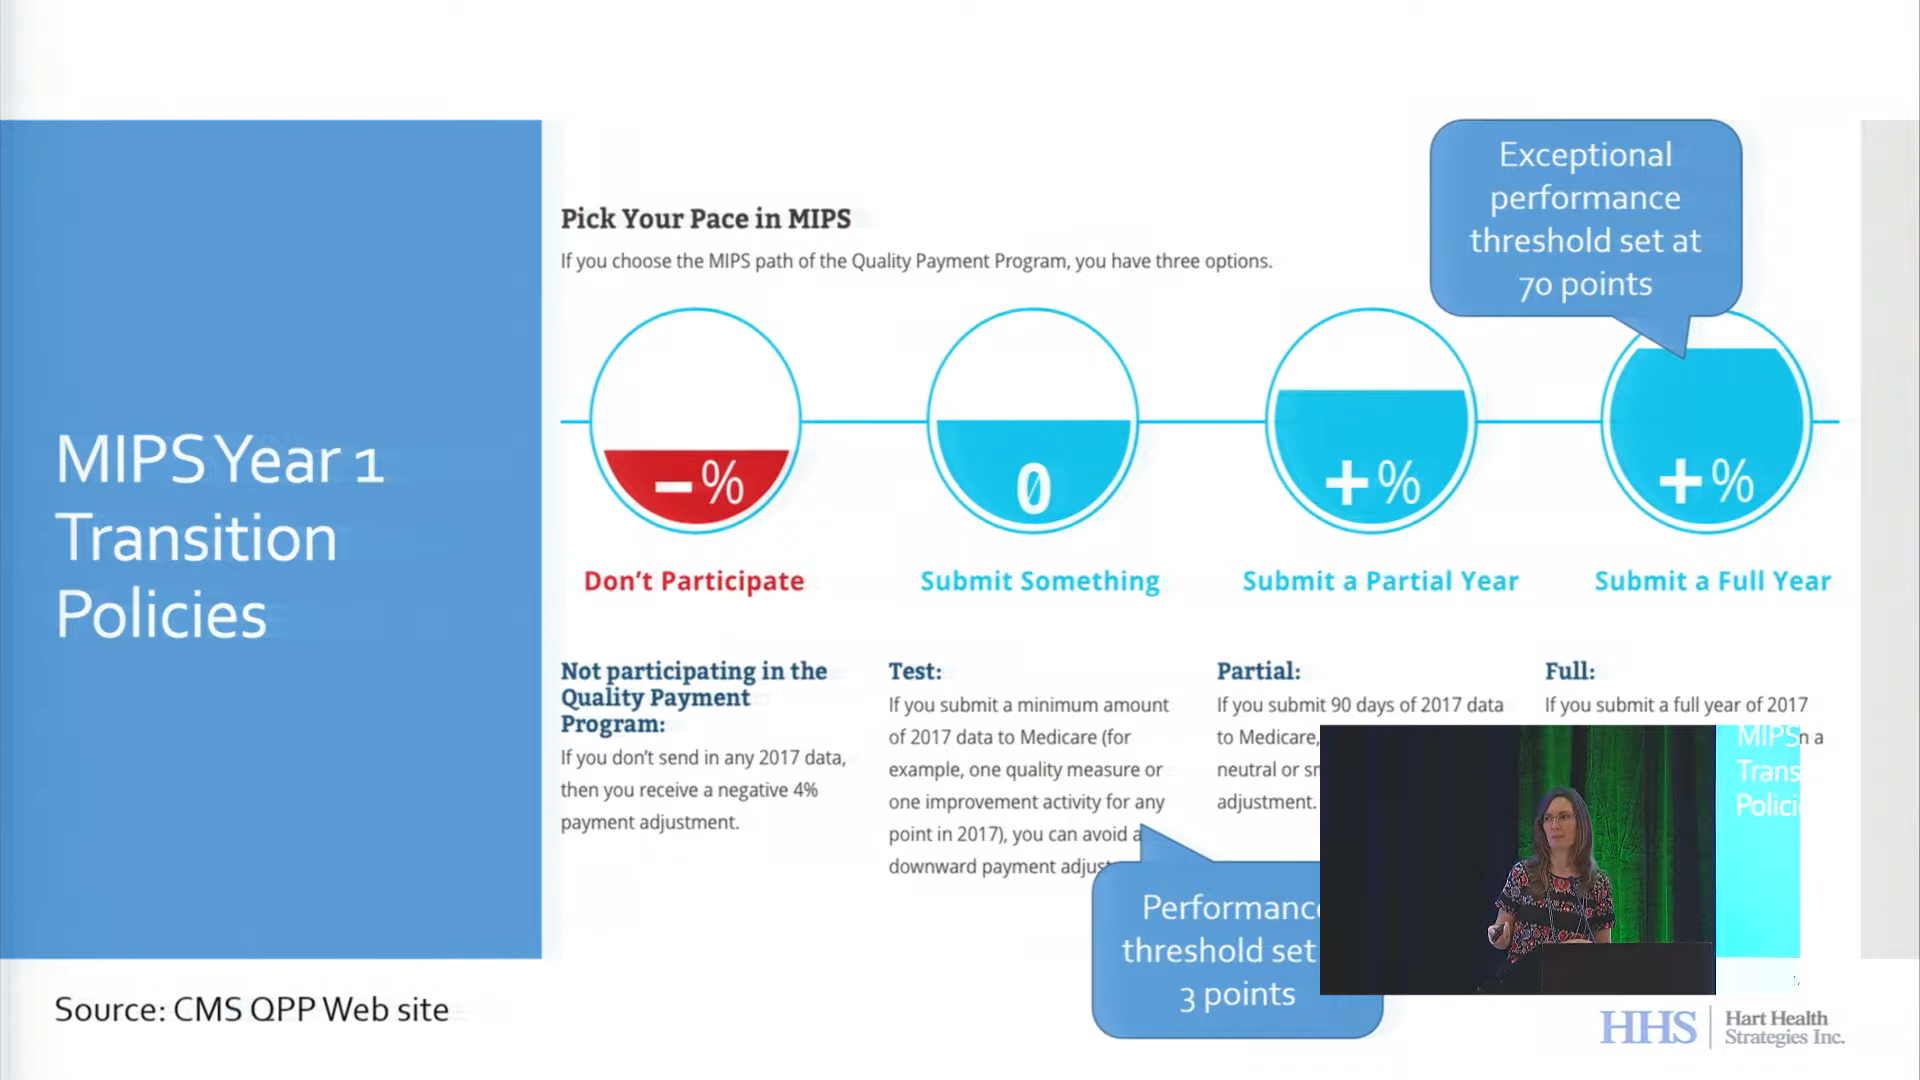 Exceptional
performance
threshold set at
70 points
Pick Your Pace in MIPS
If you choose the MIPS path of the Quality Payment Program, you have three options.
MIPS Year 1
Transition
Policies
-%
0
+%
+%
Don't Participate
Submit Something
Submit a Partial Year
Submit a Full Year
Not participating in the
Quality Payment
Program:
If you don't send in any 2017 data,
then you receive a negative 4%
payment adjustment.
Test:
If you submit a minimum amount
of 2017 data to Medicare (for
example, one quality measure or
one improvement activity for any
point in 2017), you can avoid a
downward payment
Partial:
If you submit 90 days of 2017 data
to Medicare,
neutral or
adjustment.
Full:
If you submit a full year of 2017
a
MIPS
Performance
threshold set
3 points
Source: CMS QPP Web site
HHS
Hart Health
Strategies Inc.